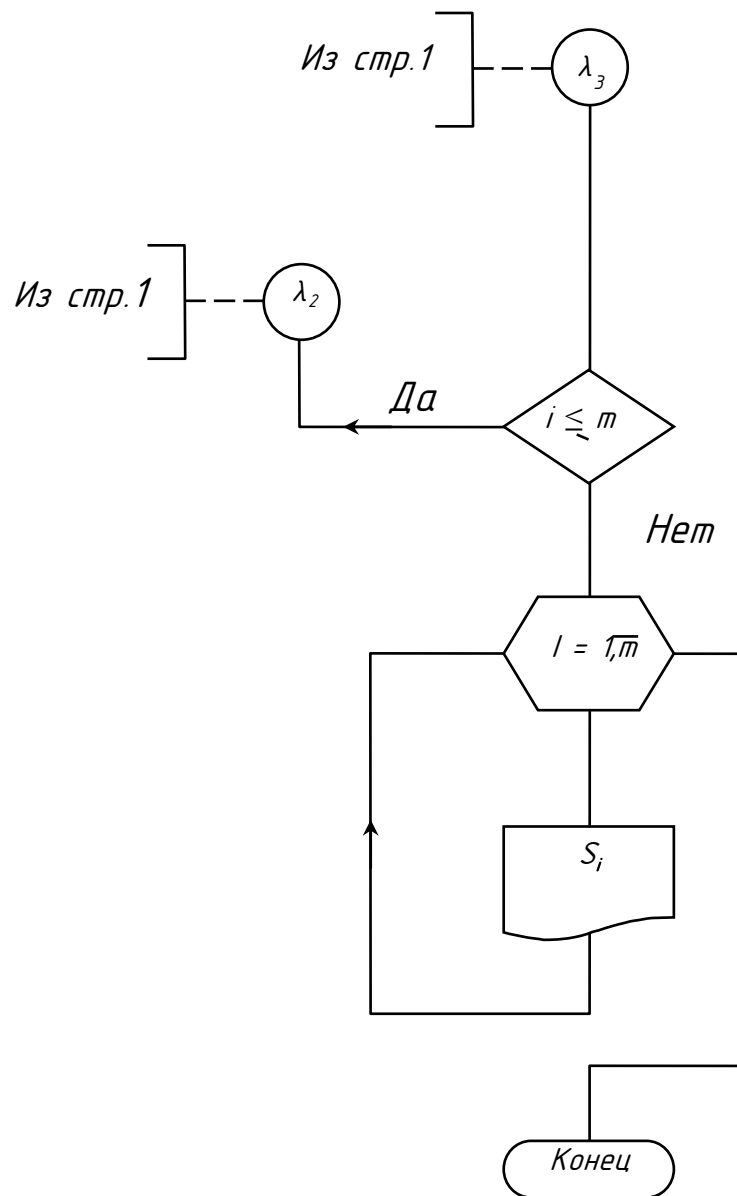 Из стр.1
λ₃
Из стр.1
λ₂
Да
i ≤ m
Нет
I = 1,m̅
Sᵢ
Конец